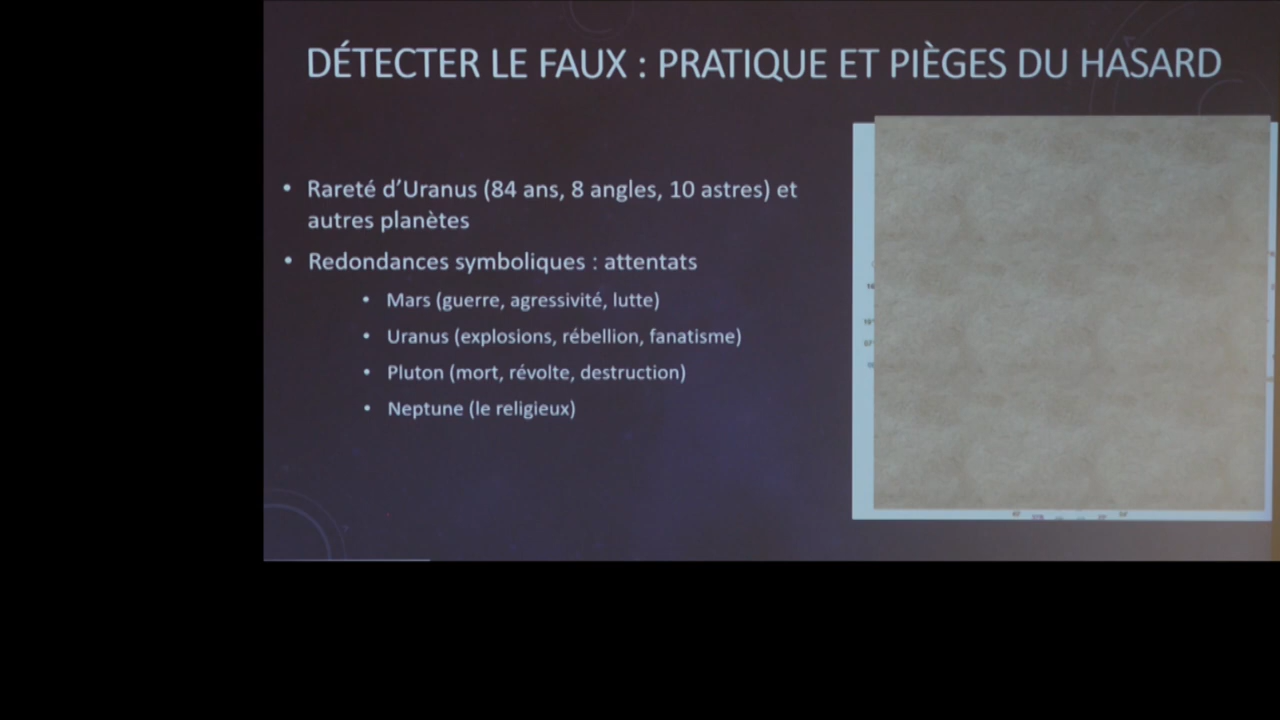 DÉTECTER LE FAUX : PRATIQUE ET PIÈGES DU HASARD
• Rareté d’Uranus (84 ans, 8 angles, 10 astres) et
autres planètes
• Redondances symboliques : attentats
• Mars (guerre, agressivité, lutte)
• Uranus (explosions, rébellion, fanatisme)
• Pluton (mort, révolte, destruction)
• Neptune (le religieux)